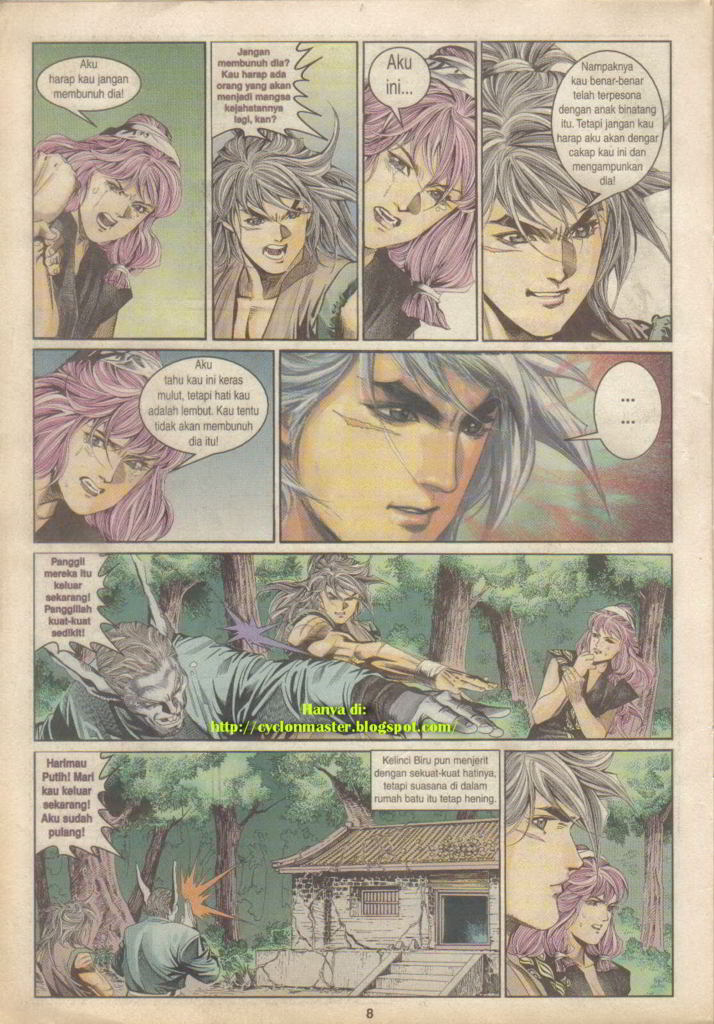 Aku
harap kau jangan
membunuh dia!
Jangan
membunuh dia?
Kau harap ada
orang yang akan
menjadi mangsa
kejahatannya
lagi, kan?
Aku
ini...
Nampaknya
kau benar-benar
telah terpesona
dengan anak binatang
itu. Tetapi jangan kau
harap aku akan dengar
cakap kau ini dan
mengampunkan
dia!
Aku
tahu kau ini keras
mulut, tetapi hati kau
adalah lembut. Kau tentu
tidak akan membunuh
dia itu!
...
...
Panggil
mereka itu
keluar
sekarang!
Panggillah
kuat-kuat
sedikit!
Hanya di:
http://cyclonmaster.blogspot.com/
Harimau
Putih! Mari
kau keluar
sekarang!
Aku sudah
pulang!
Kelinci Biru pun menjerit
dengan sekuat-kuat hatinya,
tetapi suasana di dalam
rumah batu itu tetap hening.
8